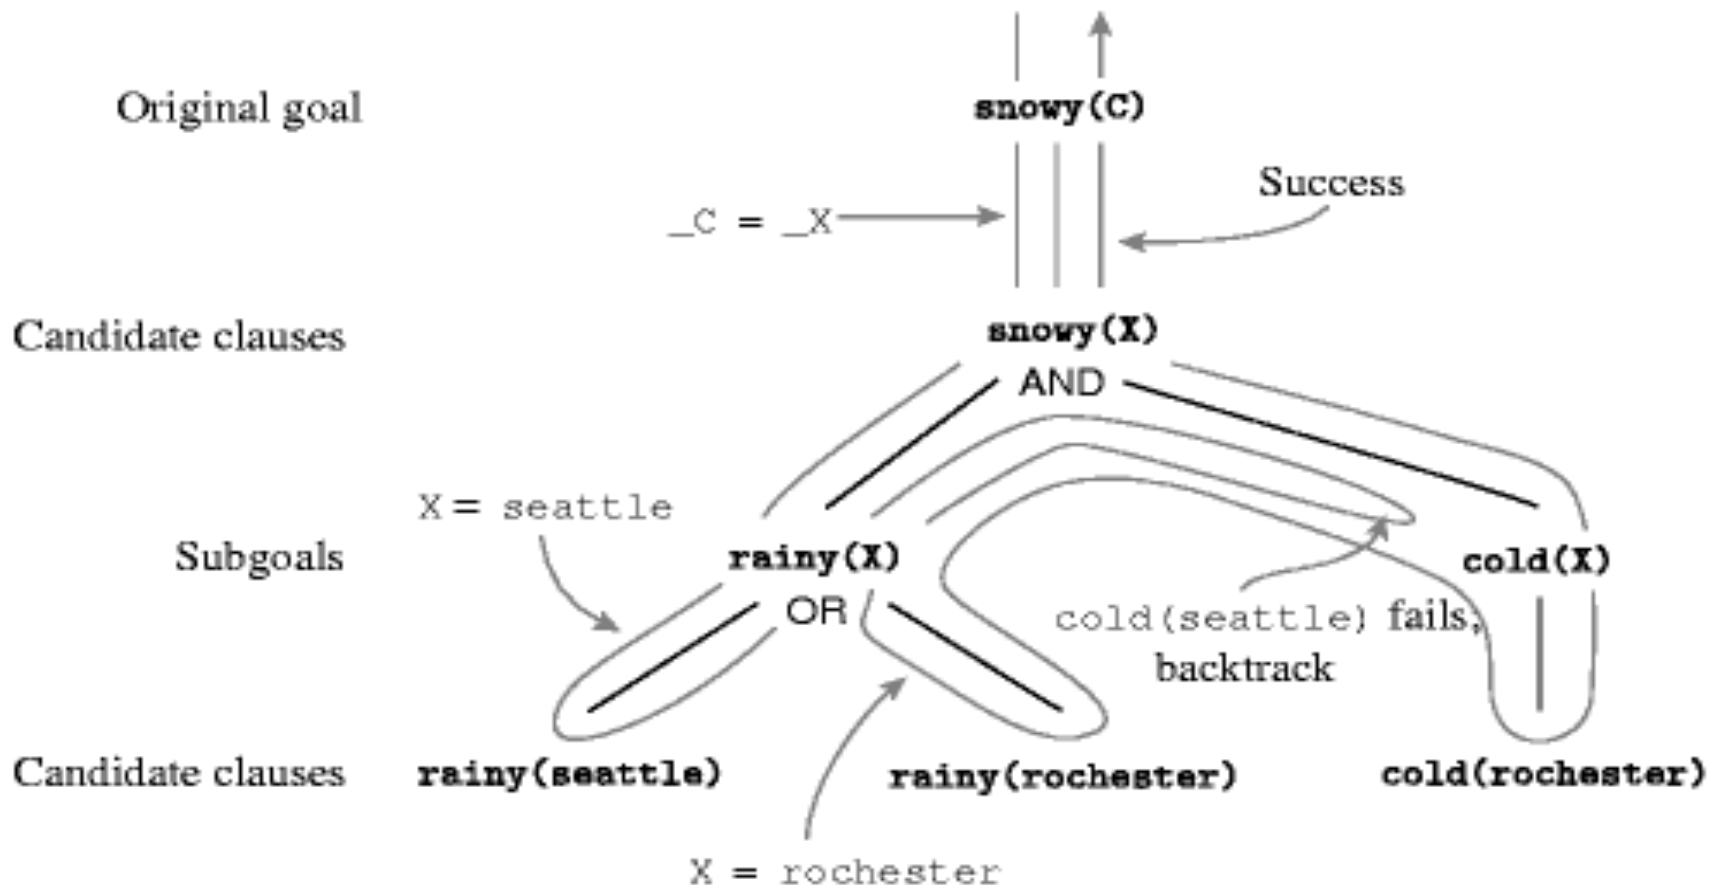 Original goal
snowy(C)
Success
_C = _X
Candidate clauses
snowy(X)
AND
X = seattle
Subgoals
rainy(X)
cold(X)
OR
cold(seattle) fails,
backtrack
Candidate clauses
rainy(seattle)
rainy(rochester)
cold(rochester)
X = rochester